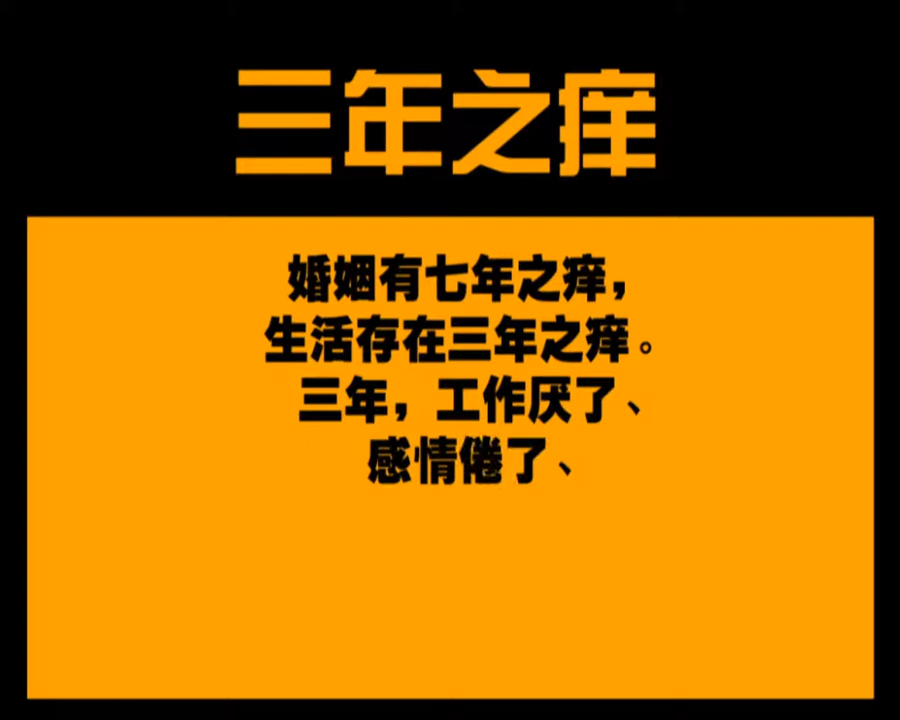 三年之痒
婚姻有七年之痒，
生活存在三年之痒。
三年，工作厌了、
感情倦了、